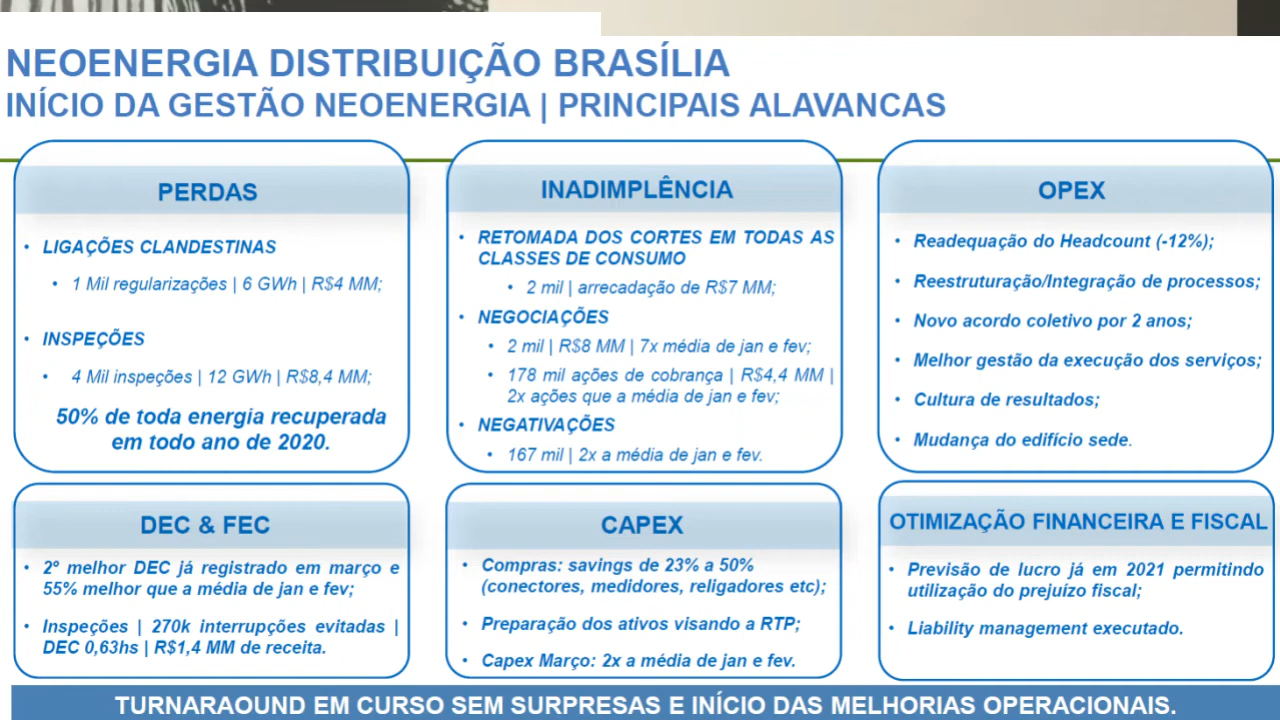 NEOENERGIA DISTRIBUIÇÃO BRASÍLIA
INÍCIO DA GESTÃO NEOENERGIA | PRINCIPAIS ALAVANCAS
PERDAS
• LIGAÇÕES CLANDESTINAS
• 1 Mil regularizações | 6 GWh | R$4 MM;
• INSPEÇÕES
• 4 Mil inspeções | 12 GWh | R$8,4 MM;
50% de toda energia recuperada
em todo ano de 2020.
INADIMPLÊNCIA
• RETOMADA DOS CORTES EM TODAS AS
CLASSES DE CONSUMO
• 2 mil | arrecadação de R$7 MM;
• NEGOCIAÇÕES
• 2 mil | R$8 MM | 7x média de jan e fev;
• 178 mil ações de cobrança | R$4,4 MM |
2x ações que a média de jan e fev;
• NEGATIVAÇÕES
• 167 mil | 2x a média de jan e fev.
OPEX
• Readequação do Headcount (-12%);
• Reestruturação/Integração de processos;
• Novo acordo coletivo por 2 anos;
• Melhor gestão da execução dos serviços;
• Cultura de resultados;
• Mudança do edifício sede.
DEC & FEC
• 2º melhor DEC já registrado em março e
55% melhor que a média de jan e fev;
• Inspeções | 270k interrupções evitadas |
DEC 0,63hs | R$1,4 MM de receita.
CAPEX
• Compras: savings de 23% a 50%
(conectores, medidores, religadores etc);
• Preparação dos ativos visando a RTP;
• Capex Março: 2x a média de jan e fev.
OTIMIZAÇÃO FINANCEIRA E FISCAL
• Previsão de lucro já em 2021 permitindo
utilização do prejuízo fiscal;
• Liability management executado.
TURNARAOUND EM CURSO SEM SURPRESAS E INÍCIO DAS MELHORIAS OPERACIONAIS.